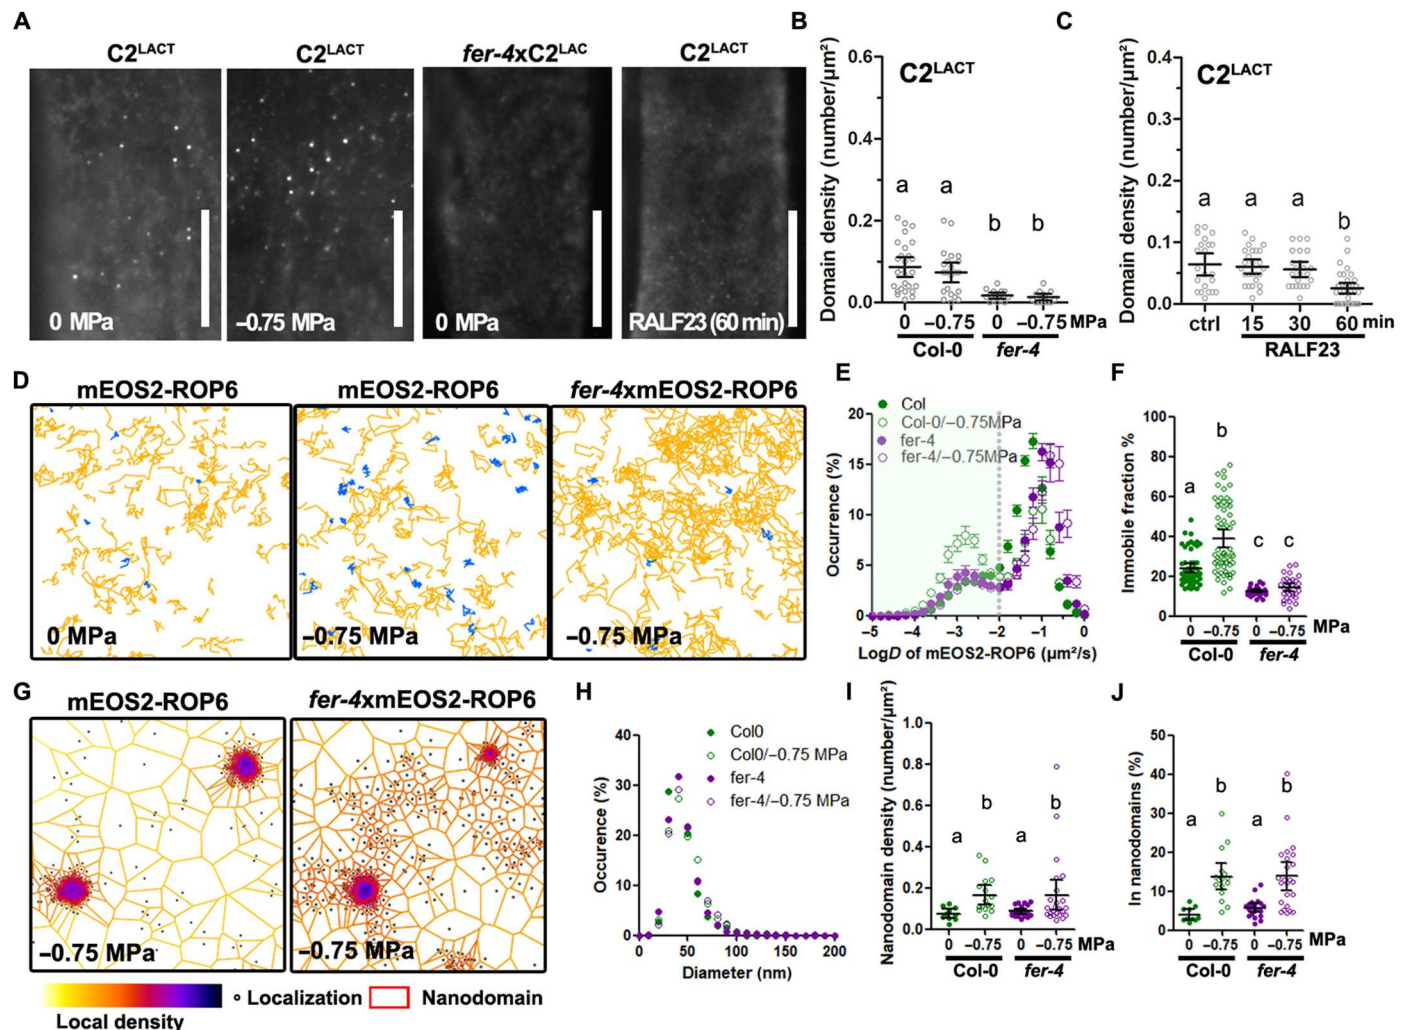 A
C2LACT
C2LACT
fer-4xC2LAC
C2LACT
0 MPa
−0.75 MPa
0 MPa
RALF23 (60 min)
B
Domain density (number/µm²)
0.6
0.4
0.2
0.0
C2LACT
a
a
b
b
0
−0.75
0
−0.75
MPa
Col-0
fer-4
C
Domain density (number/µm²)
0.4
0.3
0.2
0.1
0.0
C2LACT
a
a
a
b
ctrl
15
30
60
min
RALF23
D
mEOS2-ROP6
mEOS2-ROP6
fer-4xmEOS2-ROP6
0 MPa
−0.75 MPa
−0.75 MPa
E
Col
Col-0/−0.75MPa
fer-4
fer-4/−0.75MPa
Occurrence (%)
20
15
10
5
0
−5
−4
−3
−2
−1
0
LogD of mEOS2-ROP6 (µm²/s)
F
Immobile fraction %
100
80
60
40
20
0
a
b
c
c
0
−0.75
0
−0.75
MPa
Col-0
fer-4
G
mEOS2-ROP6
fer-4xmEOS2-ROP6
−0.75 MPa
−0.75 MPa
Local density
Localization
Nanodomain
H
Col0
Col0/−0.75 MPa
fer-4
fer-4/−0.75 MPa
Occurence (%)
40
30
20
10
0
0
50
100
150
200
Diameter (nm)
I
Nanodomain density (number/µm²)
1.0
0.8
0.6
0.4
0.2
0.0
a
b
a
b
0
−0.75
0
−0.75
MPa
Col-0
fer-4
J
In nanodomains (%)
50
40
30
20
10
0
a
b
a
b
0
−0.75
0
−0.75
MPa
Col-0
fer-4